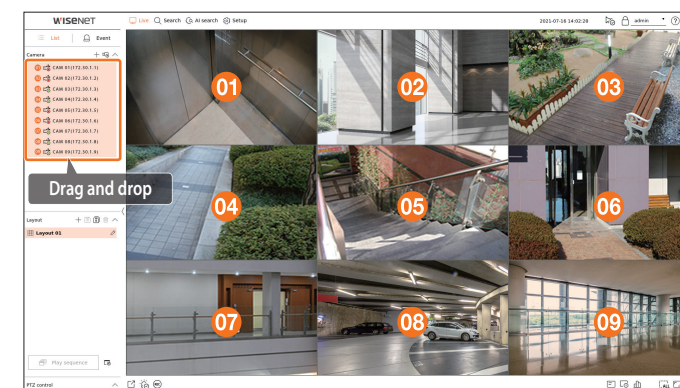 WISENET
Live Search AI search Setup
2021-07-16 14:02:28 admin
List Event
Camera
CAM 01(172.30.1.1)
CAM 02(172.30.1.2)
CAM 03(172.30.1.3)
CAM 04(172.30.1.4)
CAM 05(172.30.1.5)
CAM 06(172.30.1.6)
CAM 07(172.30.1.7)
CAM 08(172.30.1.8)
CAM 09(172.30.1.9)
Drag and drop
Layout
Layout 01
01
02
03
04
05
06
07
08
09
Play sequence
PTZ control
ALL